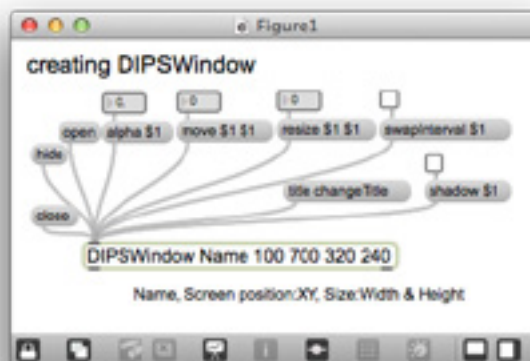 Figure1
creating DIPSWindow
0.
0
0
open
alpha $1
move $1 $1
resize $1 $1
swapInterval $1
hide
title changeTitle
shadow $1
close
DIPSWindow Name 100 700 320 240
Name, Screen position:XY, Size:Width & Height